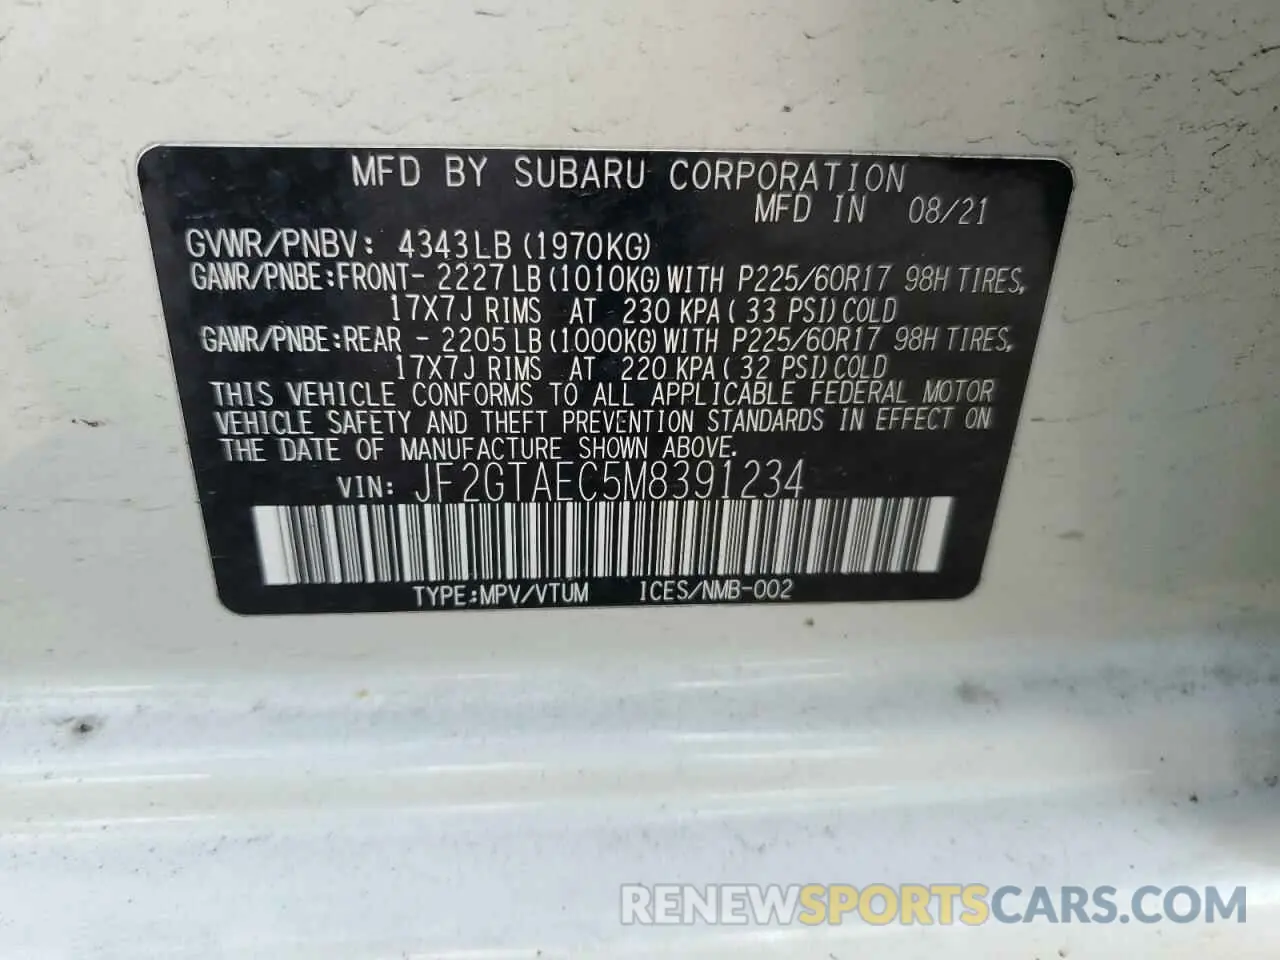 MFD BY SUBARU CORPORATION
MFD IN 08/21
GVWR/PNBV: 4343LB (1970KG)
GAWR/PNBE:FRONT- 2227 LB (1010KG) WITH P225/60R17 98H TIRES,
17X7J RIMS AT 230 KPA ( 33 PSI) COLD
GAWR/PNBE:REAR - 2205 LB (1000KG) WITH P225/60R17 98H TIRES,
17X7J RIMS AT 220 KPA ( 32 PSI) COLD
THIS VEHICLE CONFORMS TO ALL APPLICABLE FEDERAL MOTOR
VEHICLE SAFETY AND THEFT PREVENTION STANDARDS IN EFFECT ON
THE DATE OF MANUFACTURE SHOWN ABOVE.
VIN: JF2GTAEC5M8391234
TYPE:MPV/VTUM ICES/NMB-002
RENEWSPORTSCARS.COM